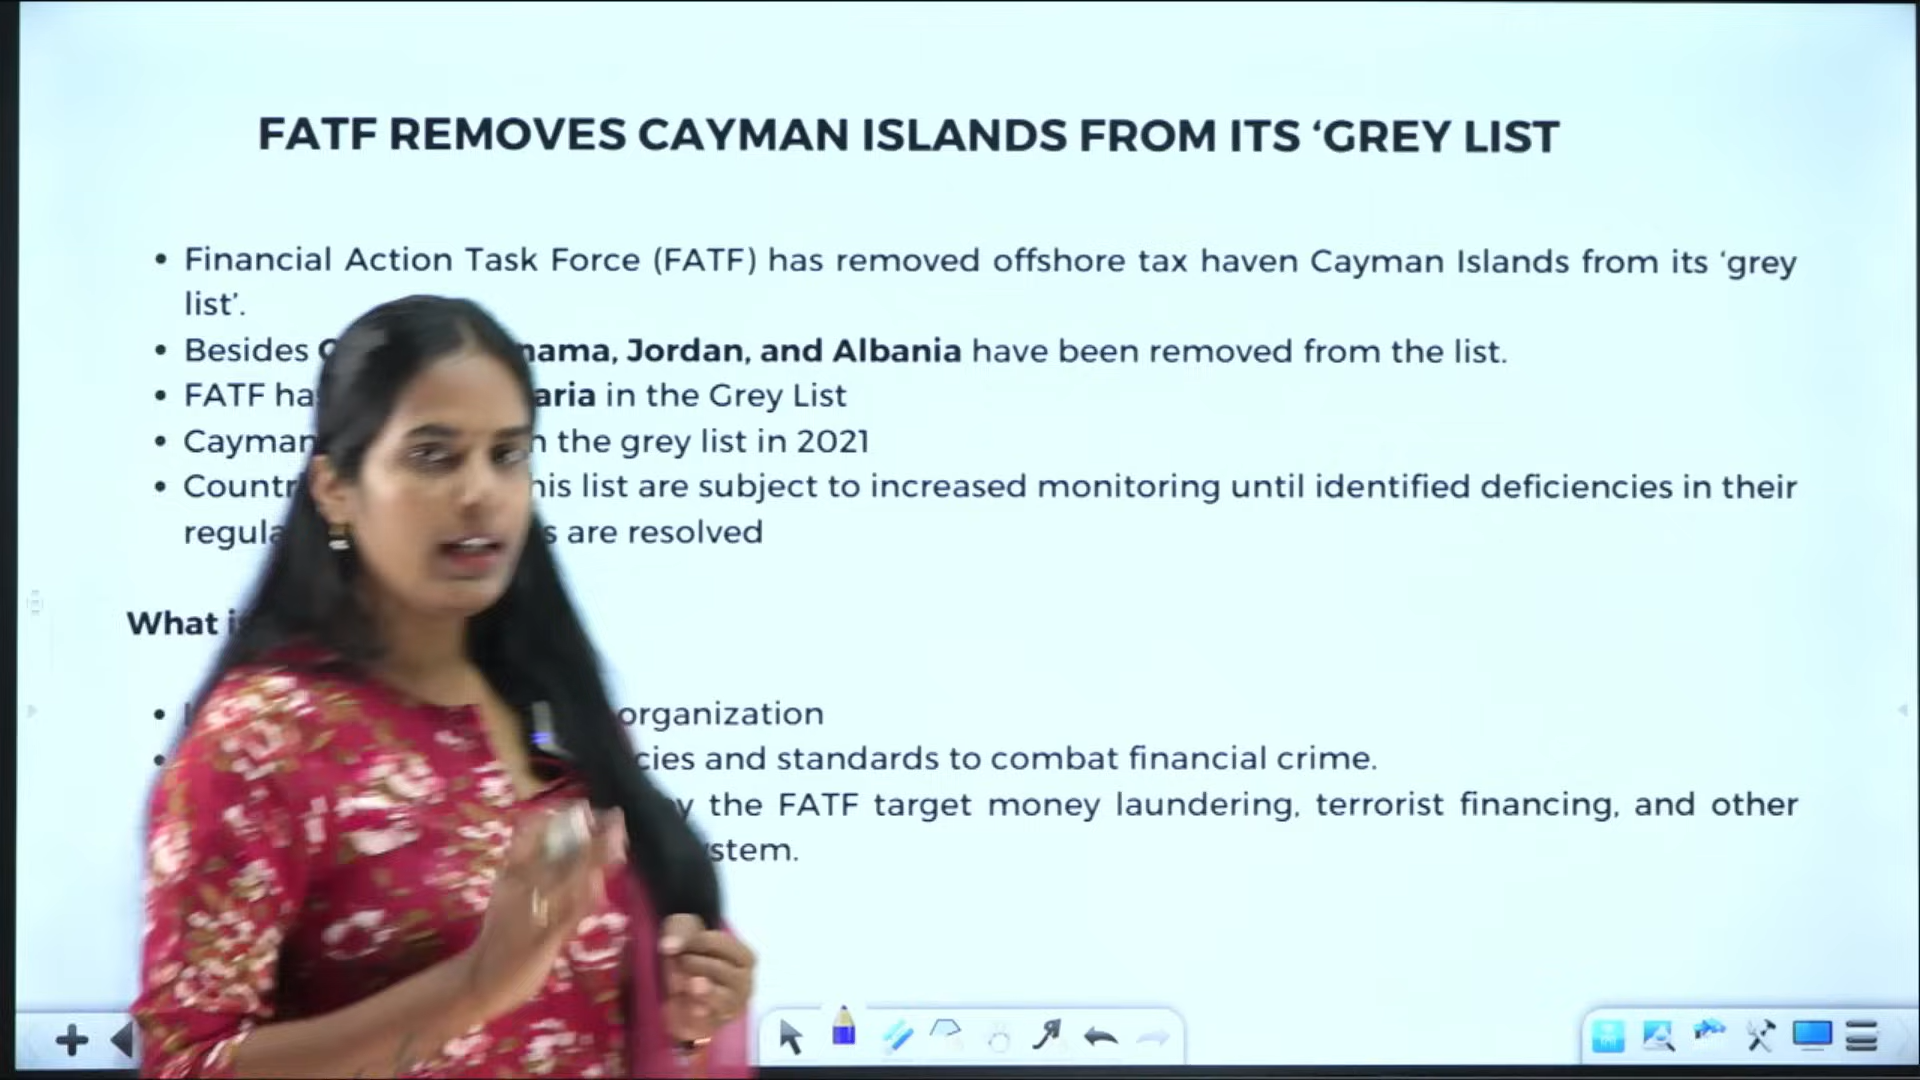 FATF REMOVES CAYMAN ISLANDS FROM ITS ‘GREY LIST
• Financial Action Task Force (FATF) has removed offshore tax haven Cayman Islands from its ‘grey
list’.
• Besides nama, Jordan, and Albania have been removed from the list.
• FATF has aria in the Grey List
• Cayman the grey list in 2021
• Countr his list are subject to increased monitoring until identified deficiencies in their
regula s are resolved
What
• organization
• cies and standards to combat financial crime.
the FATF target money laundering, terrorist financing, and other
stem.